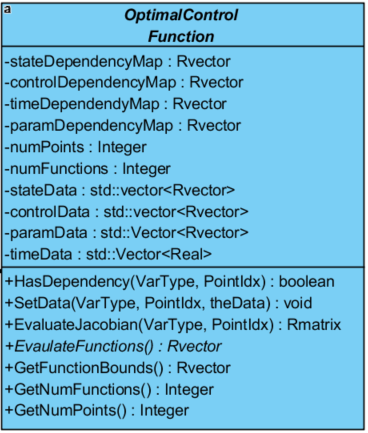 a
OptimalControl
Function
-stateDependencyMap : Rvector
-controlDependencyMap : Rvector
-timeDependendyMap : Rvector
-paramDependencyMap : Rvector
-numPoints : Integer
-numFunctions : Integer
-stateData : std::vector<Rvector>
-controlData : std::vector<Rvector>
-paramData : std::Vector<Rvector>
-timeData : std::Vector<Real>
+HasDependency(VarType, PointIdx) : boolean
+SetData(VarType, PointIdx, theData) : void
+EvaluateJacobian(VarType, PointIdx) : Rmatrix
+EvaulateFunctions() : Rvector
+GetFunctionBounds() : Rvector
+GetNumFunctions() : Integer
+GetNumPoints() : Integer